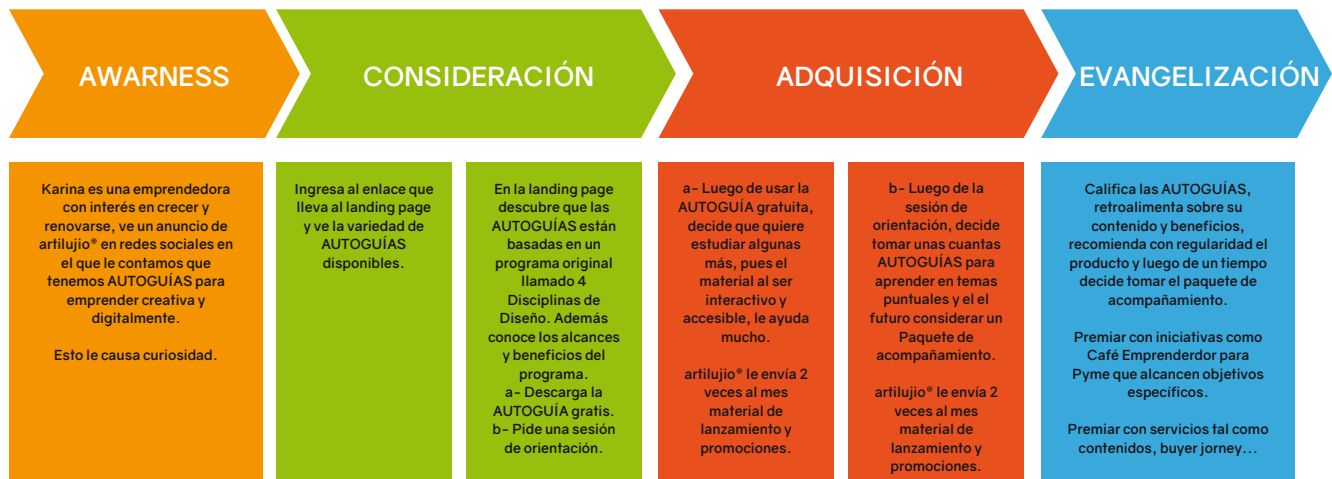 AWARNESS
CONSIDERACIÓN
ADQUISICIÓN
EVANGELIZACIÓN
Karina es una emprendedora
con interés en crecer y
renovarse, ve un anuncio de
artilujio® en redes sociales en
el que le contamos que
tenemos AUTOGUÍAS para
emprender creativa y
digitalmente.
Esto le causa curiosidad.
Ingresa al enlace que
lleva al landing page
y ve la variedad de
AUTOGUÍAS
disponibles.
En la landing page
descubre que las
AUTOGUÍAS están
basadas en un
programa original
llamado 4
Disciplinas de
Diseño. Además
conoce los alcances
y beneficios del
programa.
a- Descarga la
AUTOGUÍA gratis.
b- Pide una sesión
de orientación.
a- Luego de usar la
AUTOGUÍA gratuita,
decide que quiere
estudiar algunas
más, pues el
material al ser
interactivo y
accesible, le ayuda
mucho.
artilujio® le envía 2
veces al mes
material de
lanzamiento y
promociones.
b- Luego de la
sesión de
orientación, decide
tomar unas cuantas
AUTOGUÍAS para
aprender en temas
puntuales y el el
futuro considerar un
Paquete de
acompañamiento.
artilujio® le envía 2
veces al mes
material de
lanzamiento y
promociones.
Califica las AUTOGUÍAS,
retroalimenta sobre su
contenido y beneficios,
recomienda con regularidad el
producto y luego de un tiempo
decide tomar el paquete de
acompañamiento.
Premiar con iniciativas como
Café Emprenderdor para
Pyme que alcancen objetivos
específicos.
Premiar con servicios tal como
contenidos, buyer jorney...